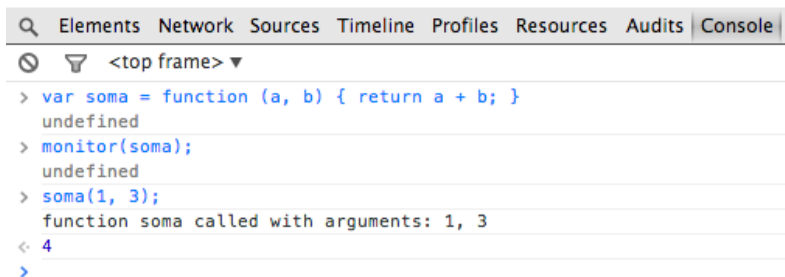 Elements Network Sources Timeline Profiles Resources Audits Console
<top frame> ▼
> var soma = function (a, b) { return a + b; }
undefined
> monitor(soma);
undefined
> soma(1, 3);
function soma called with arguments: 1, 3
<· 4
>